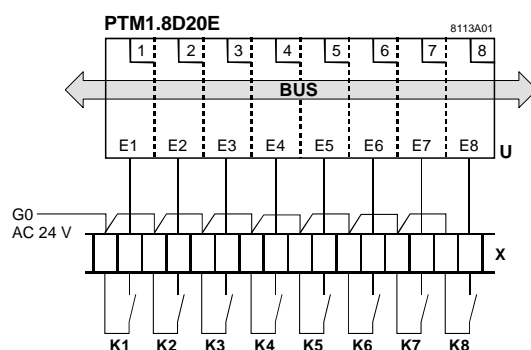 PTM1.8D20E
8113A01
1 2 3 4 5 6 7 8
BUS
E1 E2 E3 E4 E5 E6 E7 E8
U
G0
AC 24 V
X
K1 K2 K3 K4 K5 K6 K7 K8